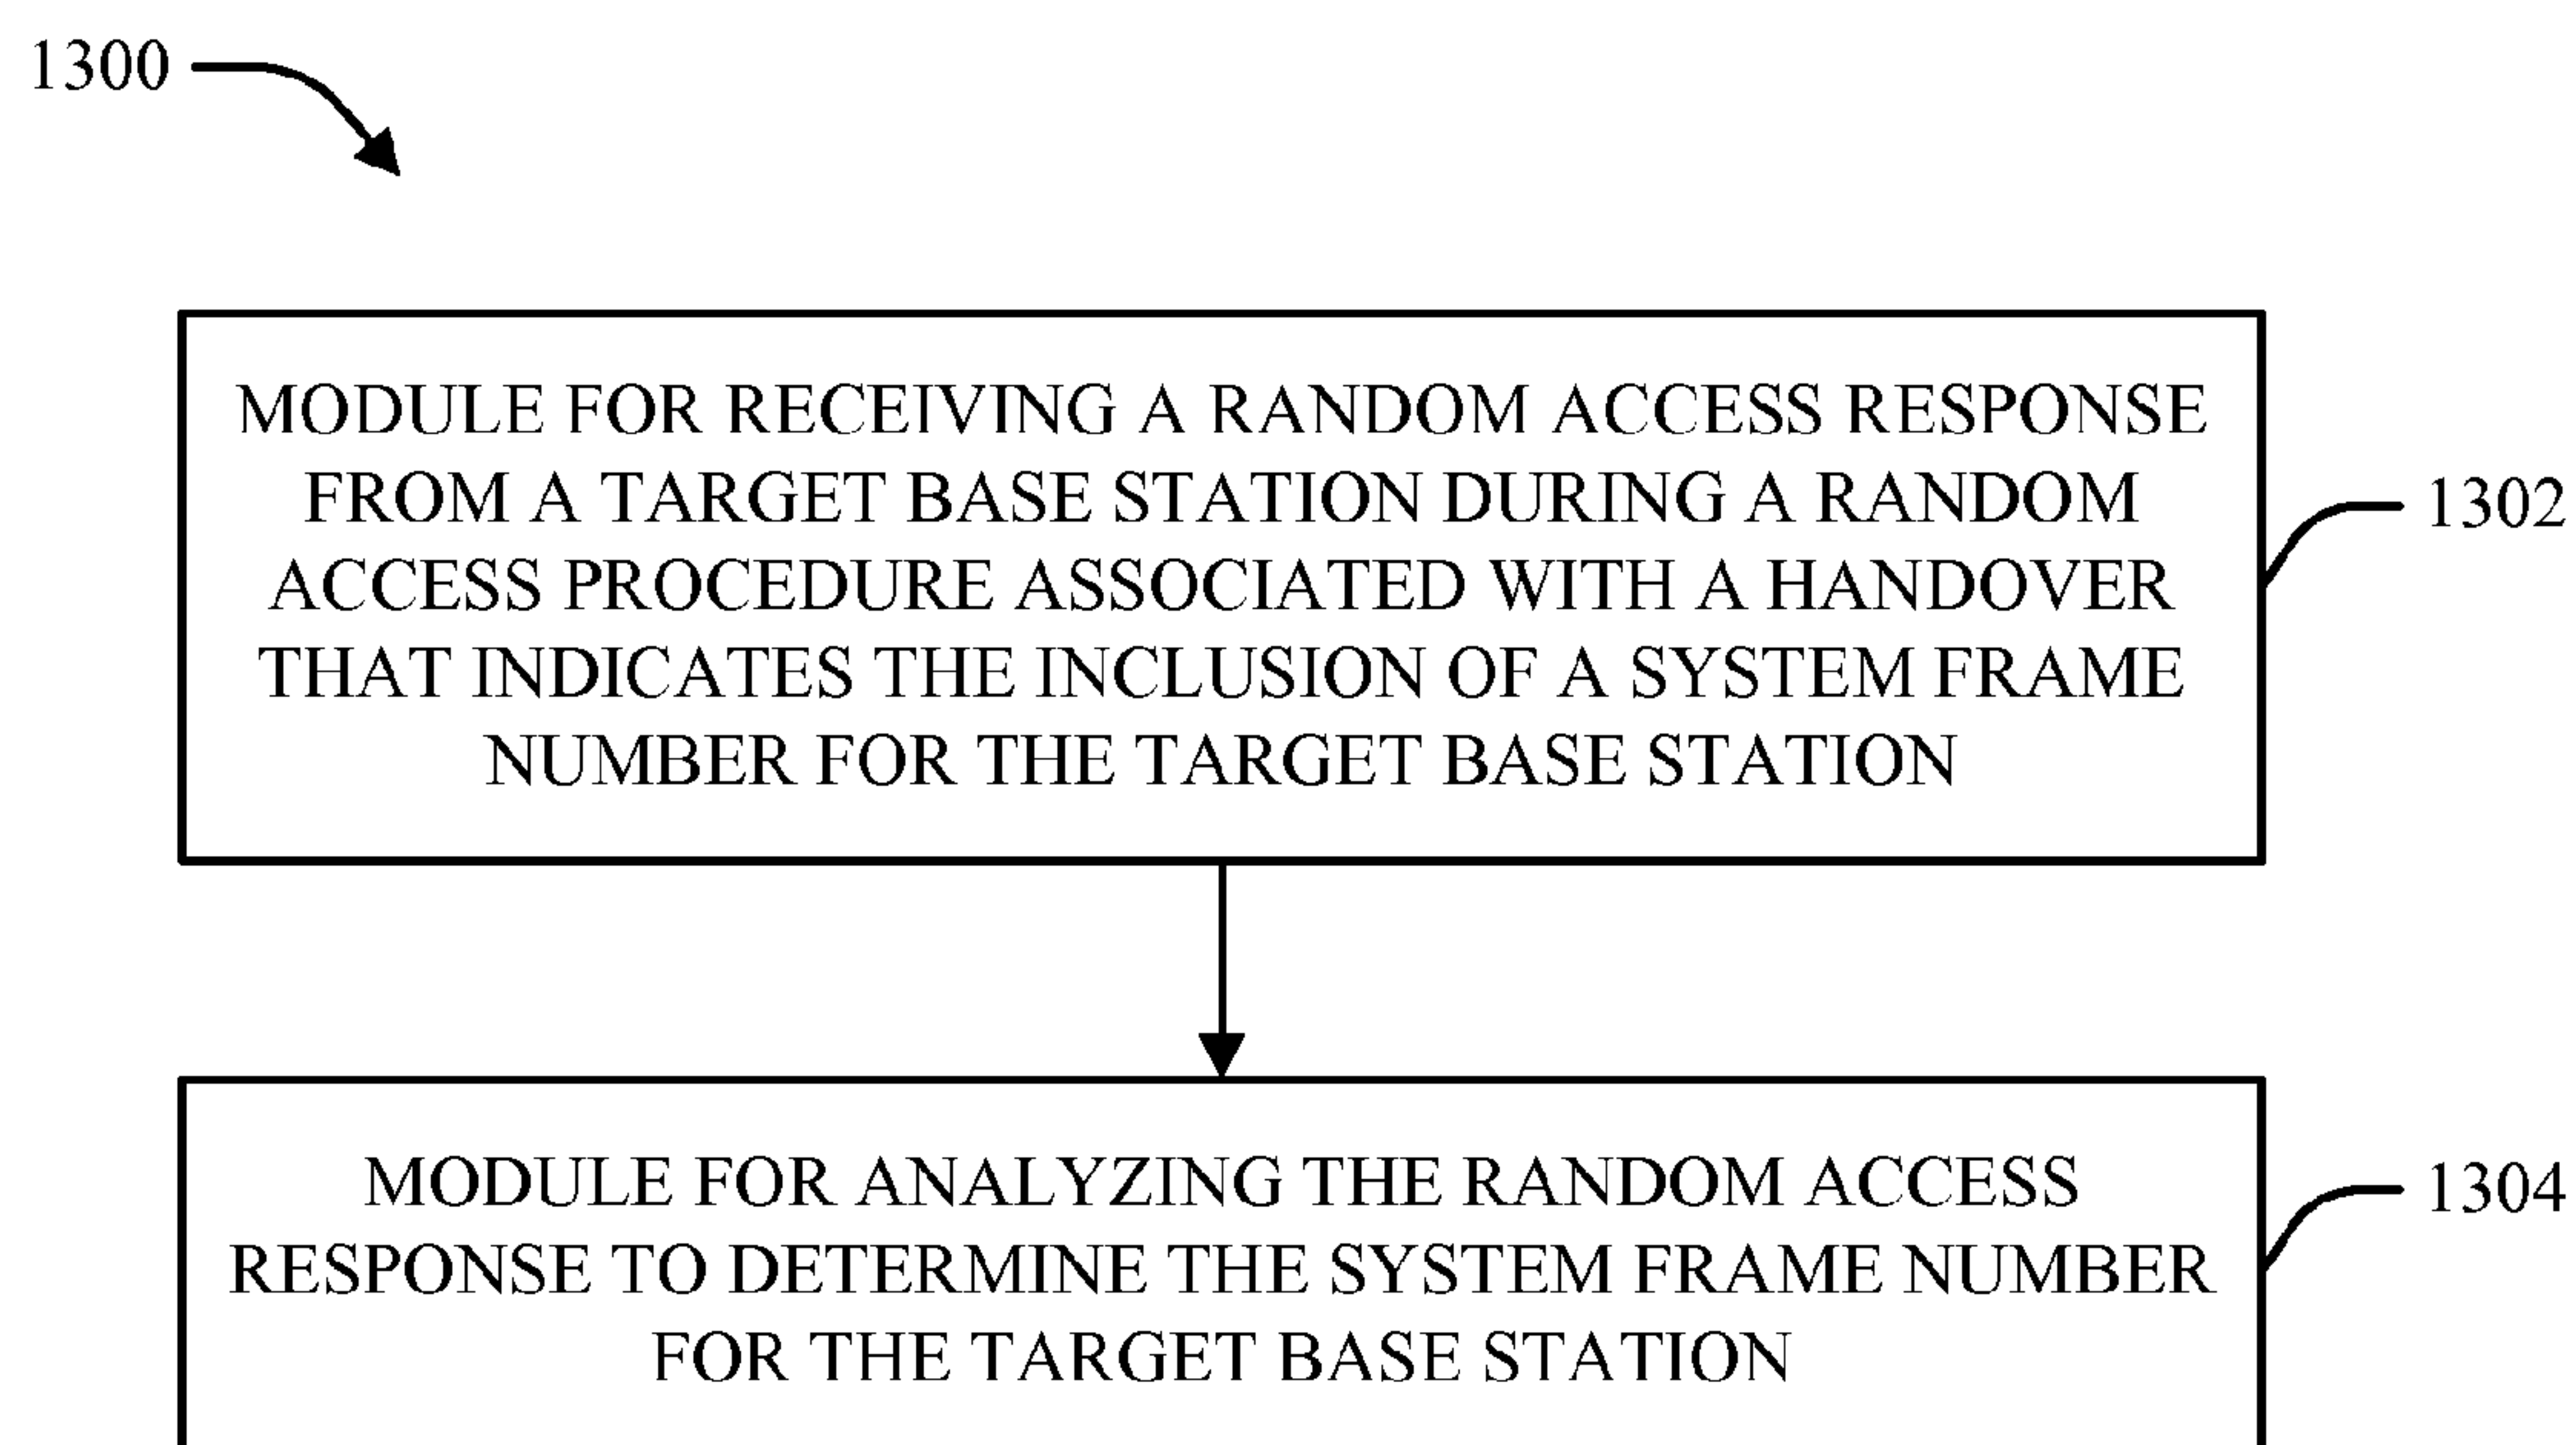 1300
MODULE FOR RECEIVING A RANDOM ACCESS RESPONSE
FROM A TARGET BASE STATION DURING A RANDOM
ACCESS PROCEDURE ASSOCIATED WITH A HANDOVER
THAT INDICATES THE INCLUSION OF A SYSTEM FRAME
NUMBER FOR THE TARGET BASE STATION
1302
MODULE FOR ANALYZING THE RANDOM ACCESS
RESPONSE TO DETERMINE THE SYSTEM FRAME NUMBER
FOR THE TARGET BASE STATION
1304